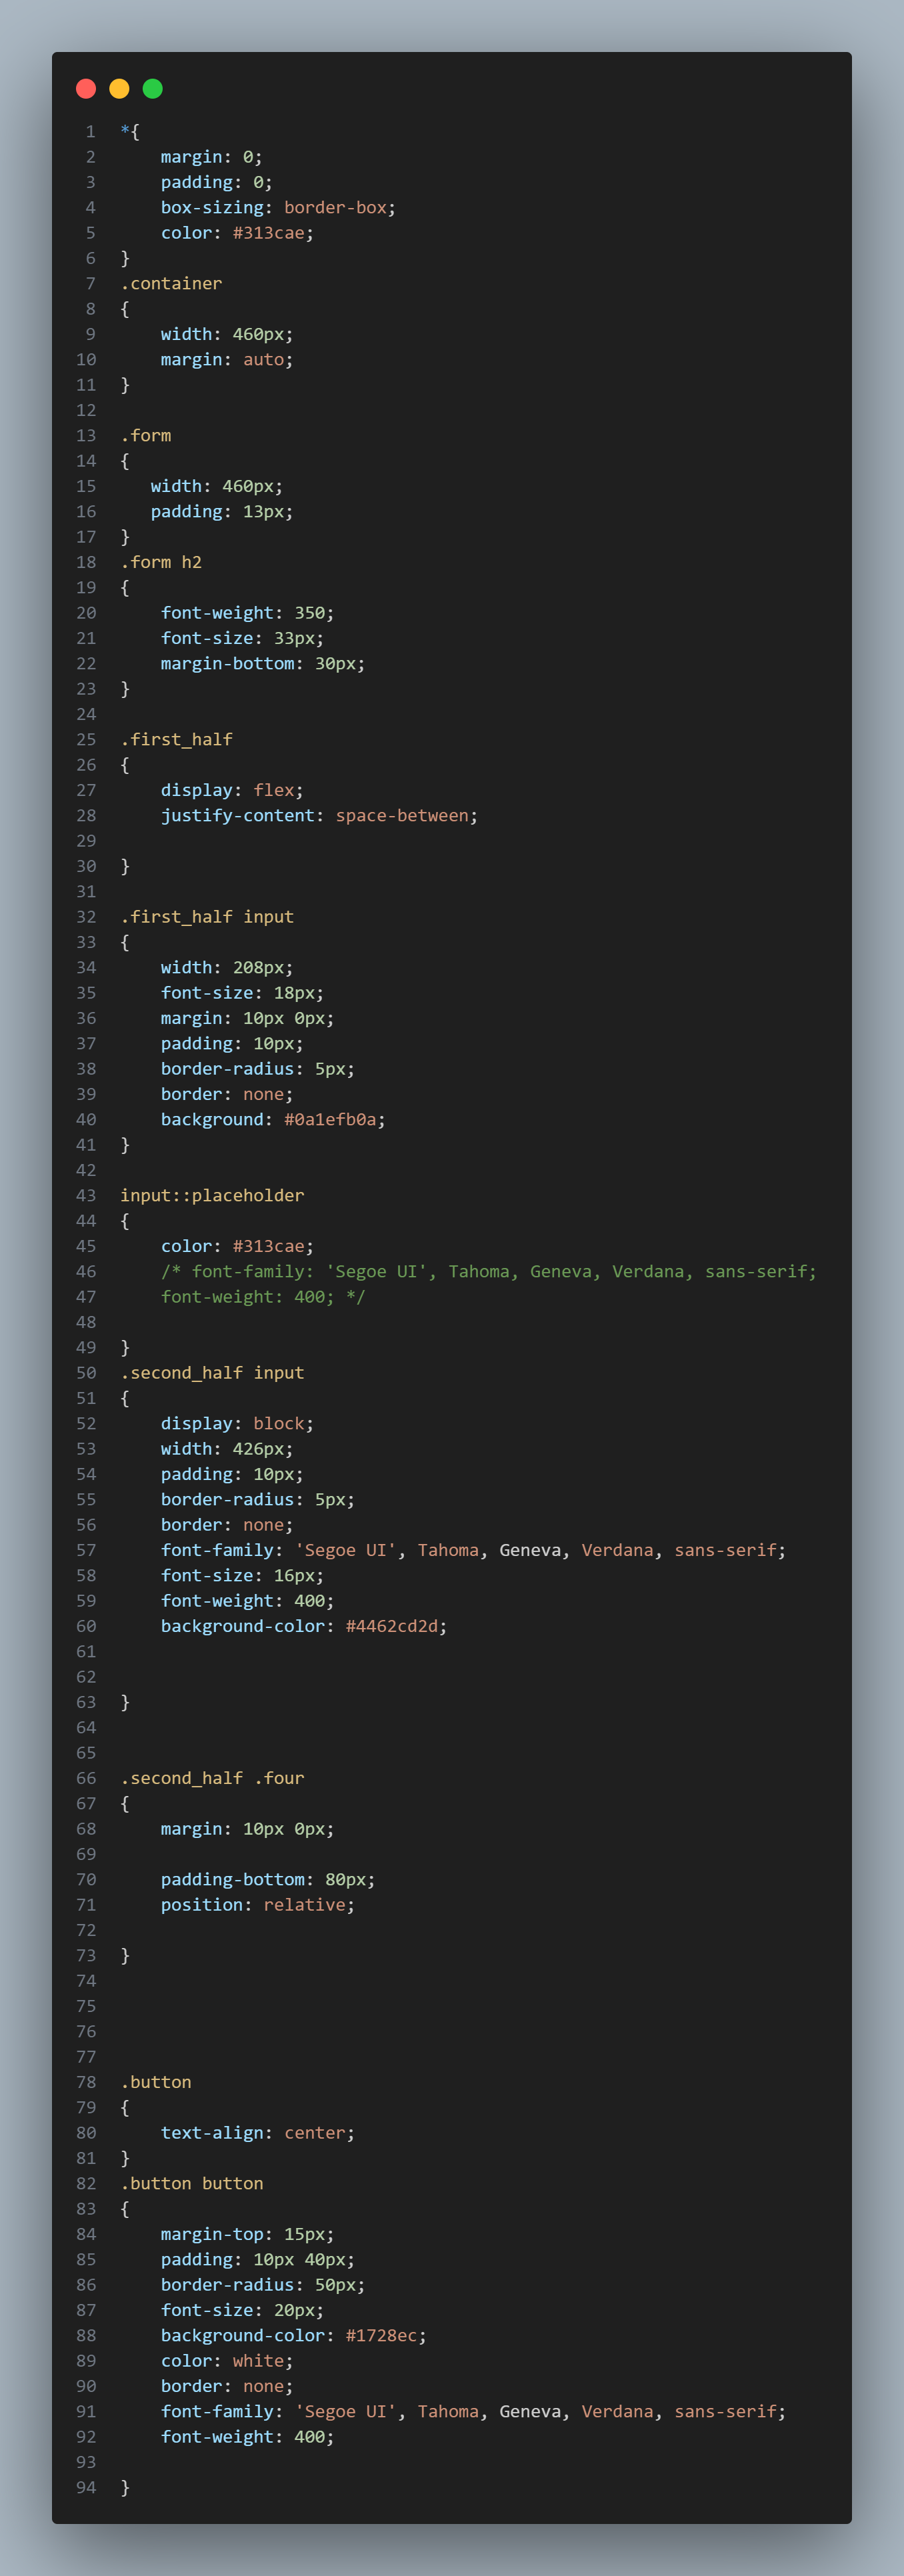 1 *{
2     margin: 0;
3     padding: 0;
4     box-sizing: border-box;
5     color: #313cae;
6 }
7 .container
8 {
9     width: 460px;
10     margin: auto;
11 }
12
13 .form
14 {
15    width: 460px;
16    padding: 13px;
17 }
18 .form h2
19 {
20     font-weight: 350;
21     font-size: 33px;
22     margin-bottom: 30px;
23 }
24
25 .first_half
26 {
27     display: flex;
28     justify-content: space-between;
29
30 }
31
32 .first_half input
33 {
34     width: 208px;
35     font-size: 18px;
36     margin: 10px 0px;
37     padding: 10px;
38     border-radius: 5px;
39     border: none;
40     background: #0a1efb0a;
41 }
42
43 input::placeholder
44 {
45     color: #313cae;
46     /* font-family: 'Segoe UI', Tahoma, Geneva, Verdana, sans-serif;
47     font-weight: 400; */
48
49 }
50 .second_half input
51 {
52     display: block;
53     width: 426px;
54     padding: 10px;
55     border-radius: 5px;
56     border: none;
57     font-family: 'Segoe UI', Tahoma, Geneva, Verdana, sans-serif;
58     font-size: 16px;
59     font-weight: 400;
60     background-color: #4462cd2d;
61
62
63 }
64
65
66 .second_half .four
67 {
68     margin: 10px 0px;
69
70     padding-bottom: 80px;
71     position: relative;
72
73 }
74
75
76
77
78 .button
79 {
80     text-align: center;
81 }
82 .button button
83 {
84     margin-top: 15px;
85     padding: 10px 40px;
86     border-radius: 50px;
87     font-size: 20px;
88     background-color: #1728ec;
89     color: white;
90     border: none;
91     font-family: 'Segoe UI', Tahoma, Geneva, Verdana, sans-serif;
92     font-weight: 400;
93
94 }